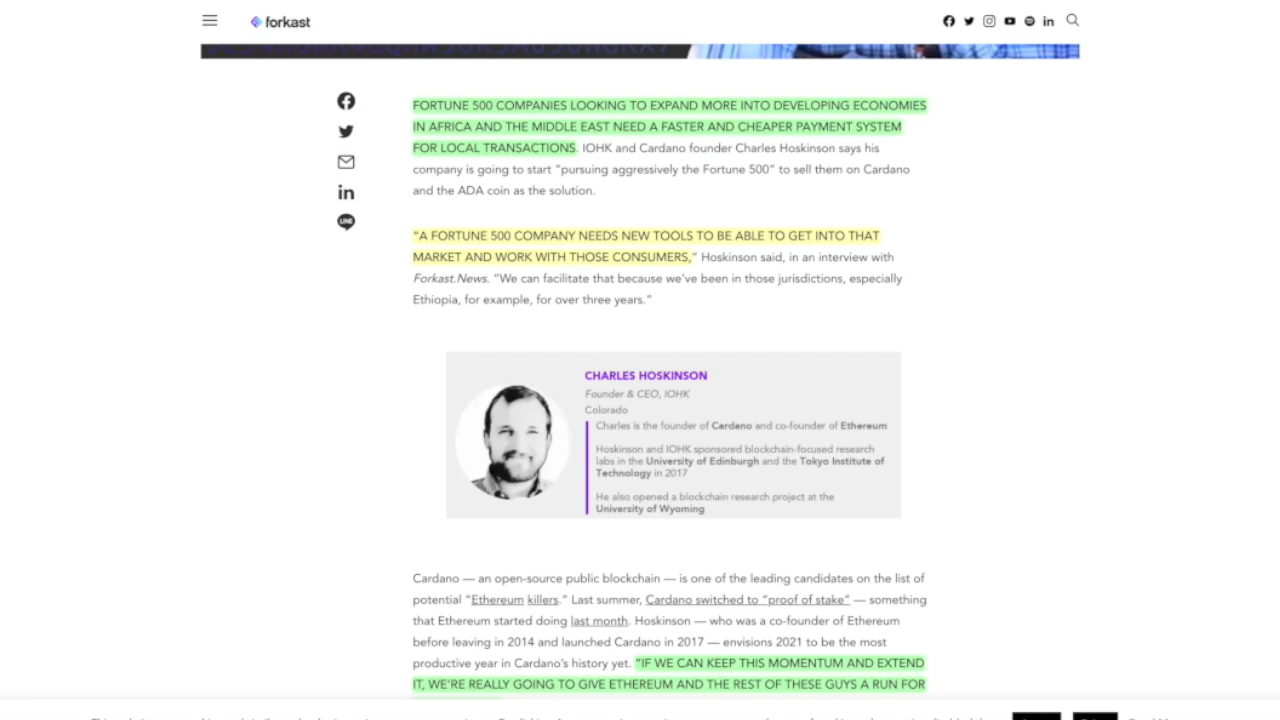 forkast
FORTUNE 500 COMPANIES LOOKING TO EXPAND MORE INTO DEVELOPING ECONOMIES
IN AFRICA AND THE MIDDLE EAST NEED A FASTER AND CHEAPER PAYMENT SYSTEM
FOR LOCAL TRANSACTIONS. IOHK and Cardano founder Charles Hoskinson says his
company is going to start “pursuing aggressively the Fortune 500” to sell them on Cardano
and the ADA coin as the solution.
“A FORTUNE 500 COMPANY NEEDS NEW TOOLS TO BE ABLE TO GET INTO THAT
MARKET AND WORK WITH THOSE CONSUMERS,” Hoskinson said, in an interview with
Forkast.News. “We can facilitate that because we’ve been in those jurisdictions, especially
Ethiopia, for example, for over three years.”
CHARLES HOSKINSON
Founder & CEO, IOHK
Colorado
Charles is the founder of Cardano and co-founder of Ethereum
Hoskinson and IOHK sponsored blockchain-focused research
labs in the University of Edinburgh and the Tokyo Institute of
Technology in 2017
He also opened a blockchain research project at the
University of Wyoming
Cardano — an open-source public blockchain — is one of the leading candidates on the list of
potential “Ethereum killers.” Last summer, Cardano switched to “proof of stake” — something
that Ethereum started doing last month. Hoskinson — who was a co-founder of Ethereum
before leaving in 2014 and launched Cardano in 2017 — envisions 2021 to be the most
productive year in Cardano’s history yet. “IF WE CAN KEEP THIS MOMENTUM AND EXTEND
IT, WE’RE REALLY GOING TO GIVE ETHEREUM AND THE REST OF THESE GUYS A RUN FOR